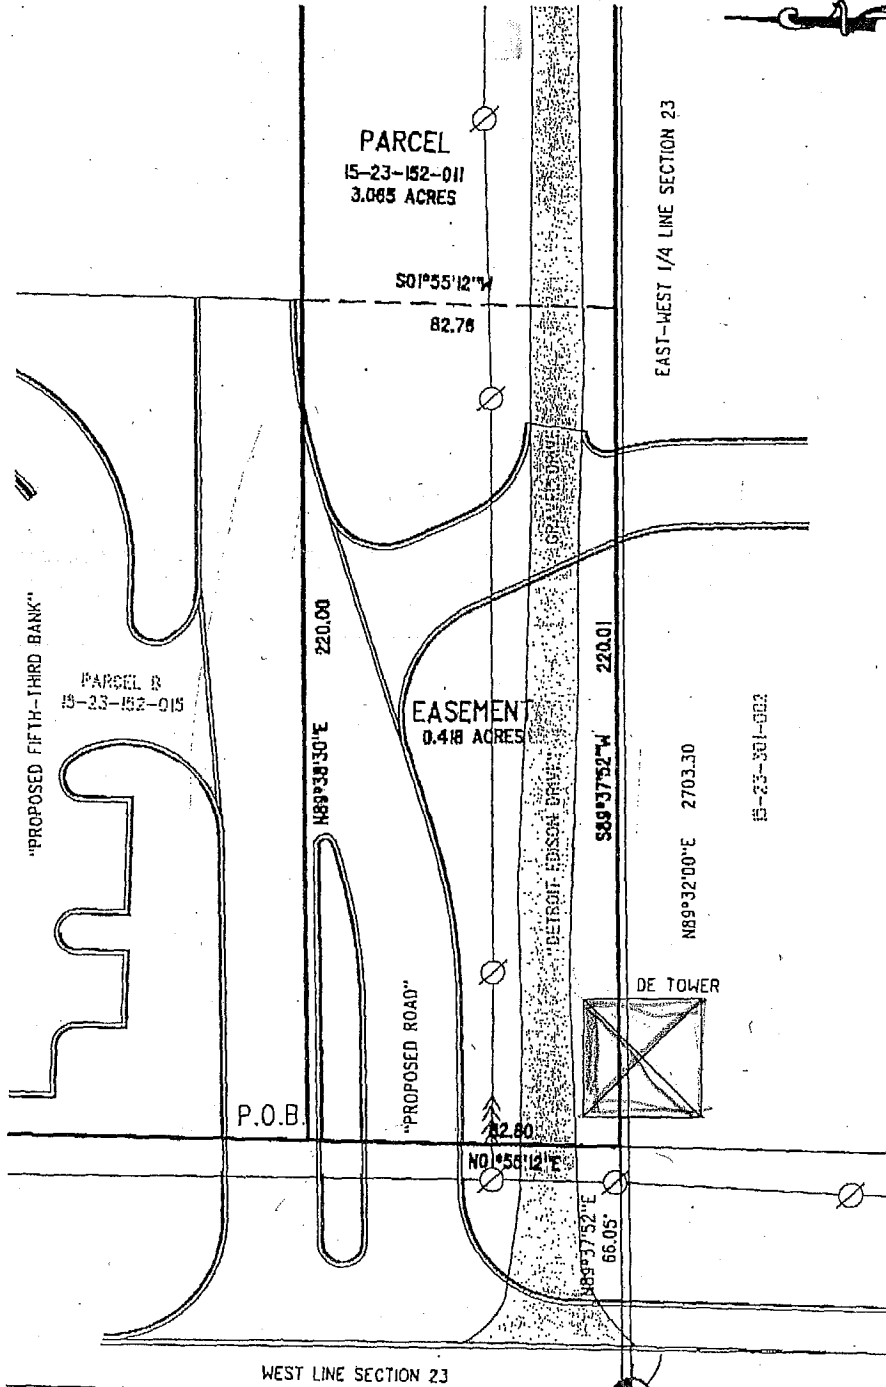 PARCEL
15-23-152-011
3.065 ACRES
EAST-WEST 1/4 LINE SECTION 23
S01°55'12"W
82.76
GRAVEL DRIVE
"PROPOSED FIFTH-THIRD BANK"
PARCEL B
15-23-152-015
220.00
N89°38'30"E
EASEMENT
0.418 ACRES
"DETROIT EDISON DRIVE"
220.01
S89°37'52"W
N89°32'00"E 2703.30
15-23-301-002
DE TOWER
"PROPOSED ROAD"
P.O.B.
82.80
N01°55'12"E
N89°37'52"E
66.05'
WEST LINE SECTION 23